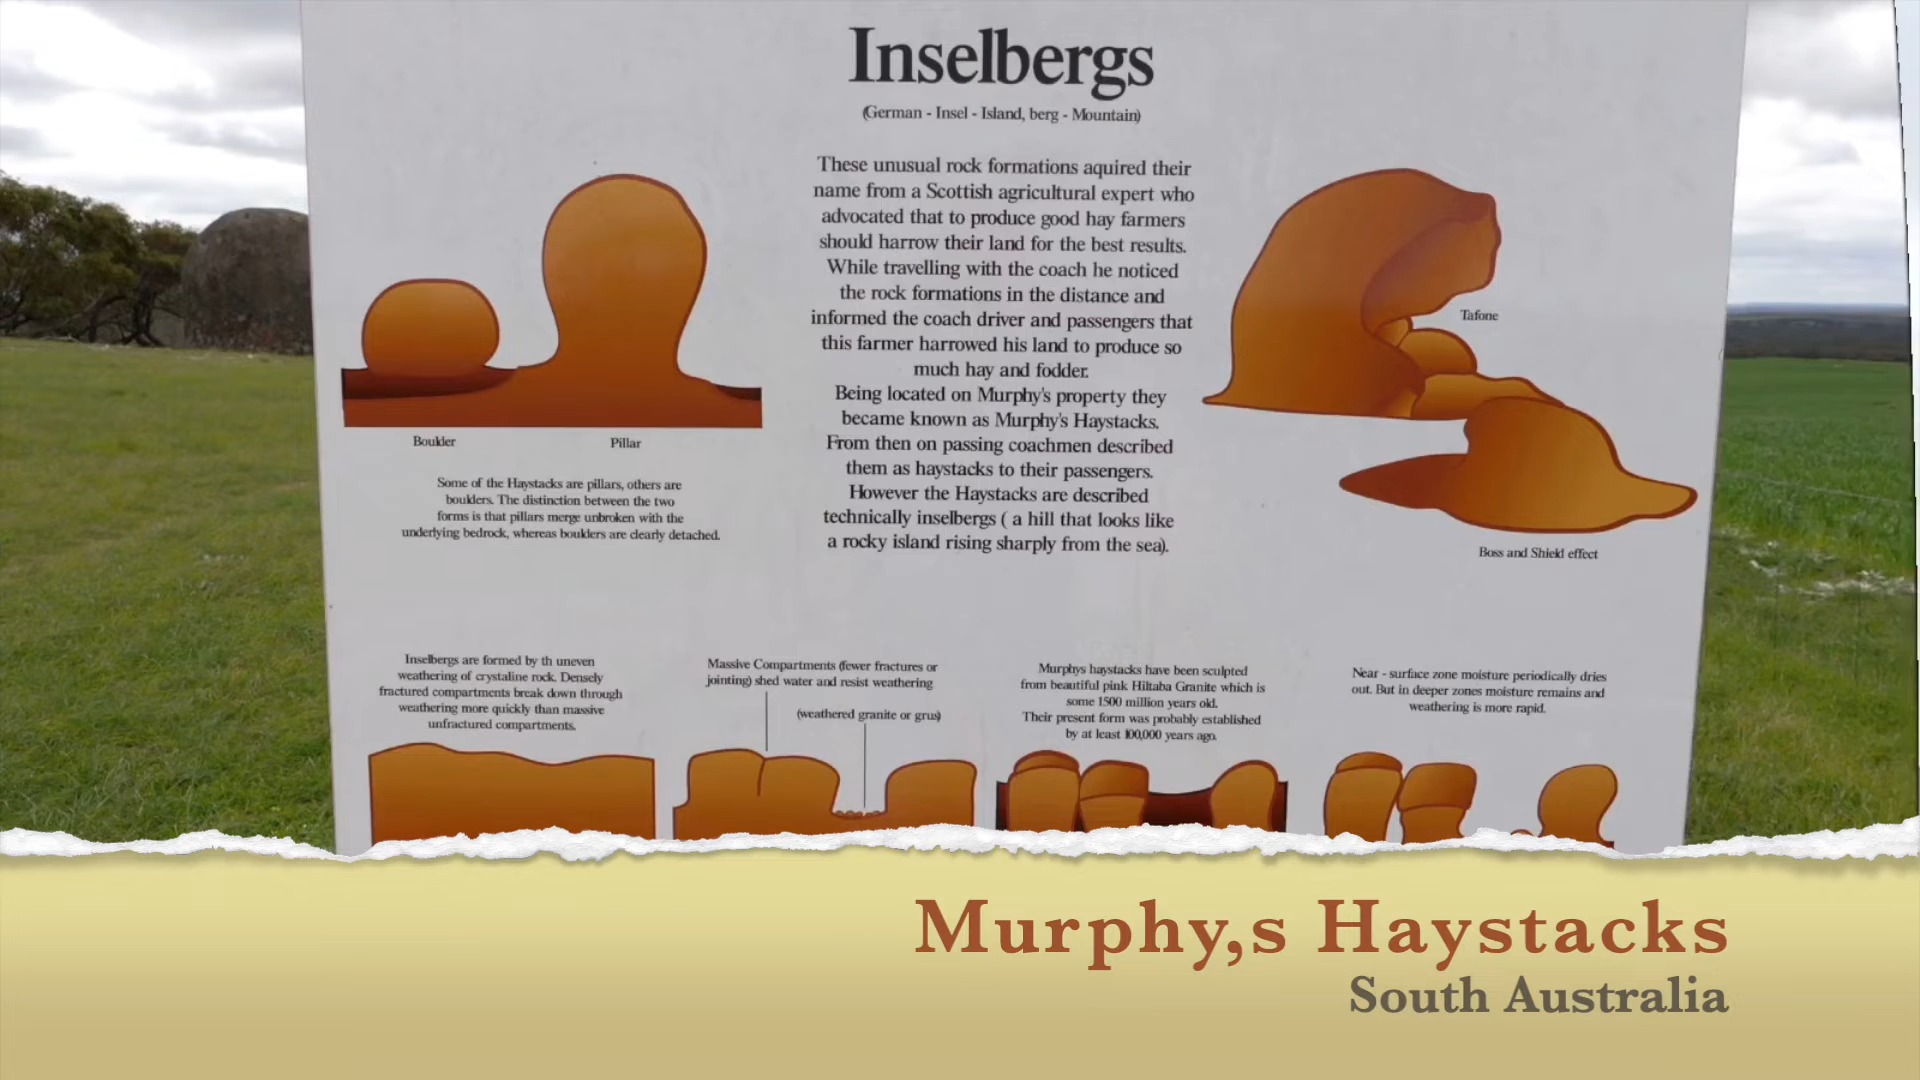 Inselbergs
(German - Insel - Island, berg - Mountain)
These unusual rock formations aquired their
name from a Scottish agricultural expert who
advocated that to produce good hay farmers
should harrow their land for the best results.
While travelling with the coach he noticed
the rock formations in the distance and
informed the coach driver and passengers that
this farmer harrowed his land to produce so
much hay and fodder.
Being located on Murphy's property they
became known as Murphy's Haystacks.
From then on passing coachmen described
them as haystacks to their passengers.
However the Haystacks are described
technically inselbergs ( a hill that looks like
a rocky island rising sharply from the sea).
Boulder
Pillar
Some of the Haystacks are pillars, others are
boulders. The distinction between the two
forms is that pillars merge unbroken with the
underlying bedrock, whereas boulders are clearly detached.
Tafone
Boss and Shield effect
Inselbergs are formed by th uneven
weathering of crystaline rock. Densely
fractured compartments break down through
weathering more quickly than massive
unfractured compartments.
Massive Compartments (fewer fractures or
jointing) shed water and resist weathering
(weathered granite or grus)
Murphys haystacks have been sculpted
from beautiful pink Hiltaba Granite which is
some 1500 million years old.
Their present form was probably established
by at least 100,000 years ago.
Near - surface zone moisture periodically dries
out. But in deeper zones moisture remains and
weathering is more rapid.
Murphy,s Haystacks
South Australia